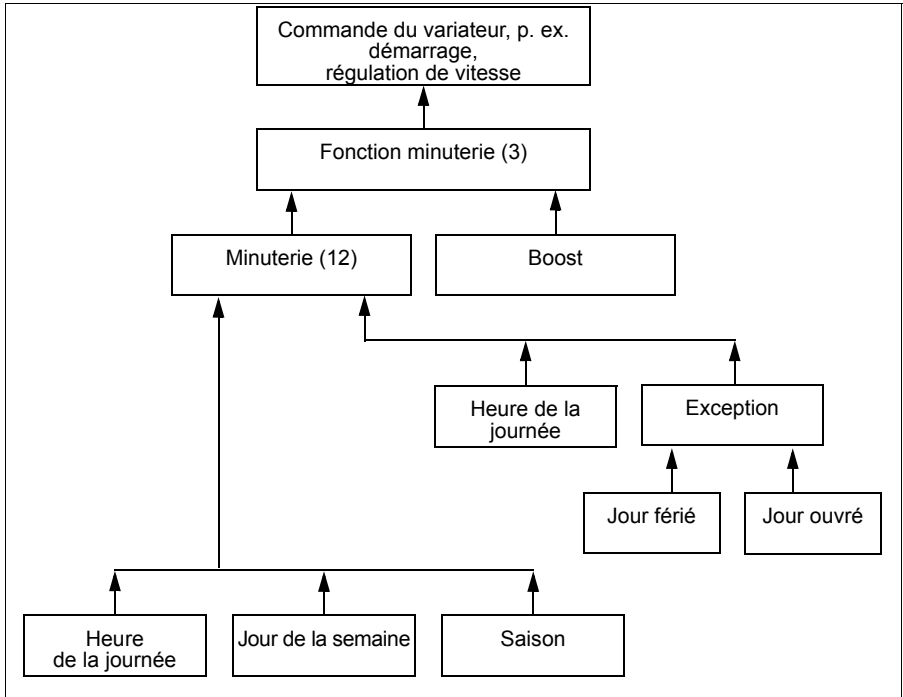 Commande du variateur, p. ex.
démarrage,
régulation de vitesse
Fonction minuterie (3)
Minuterie (12)
Boost
Heure de la
journée
Exception
Jour férié
Jour ouvré
Heure
de la journée
Jour de la semaine
Saison